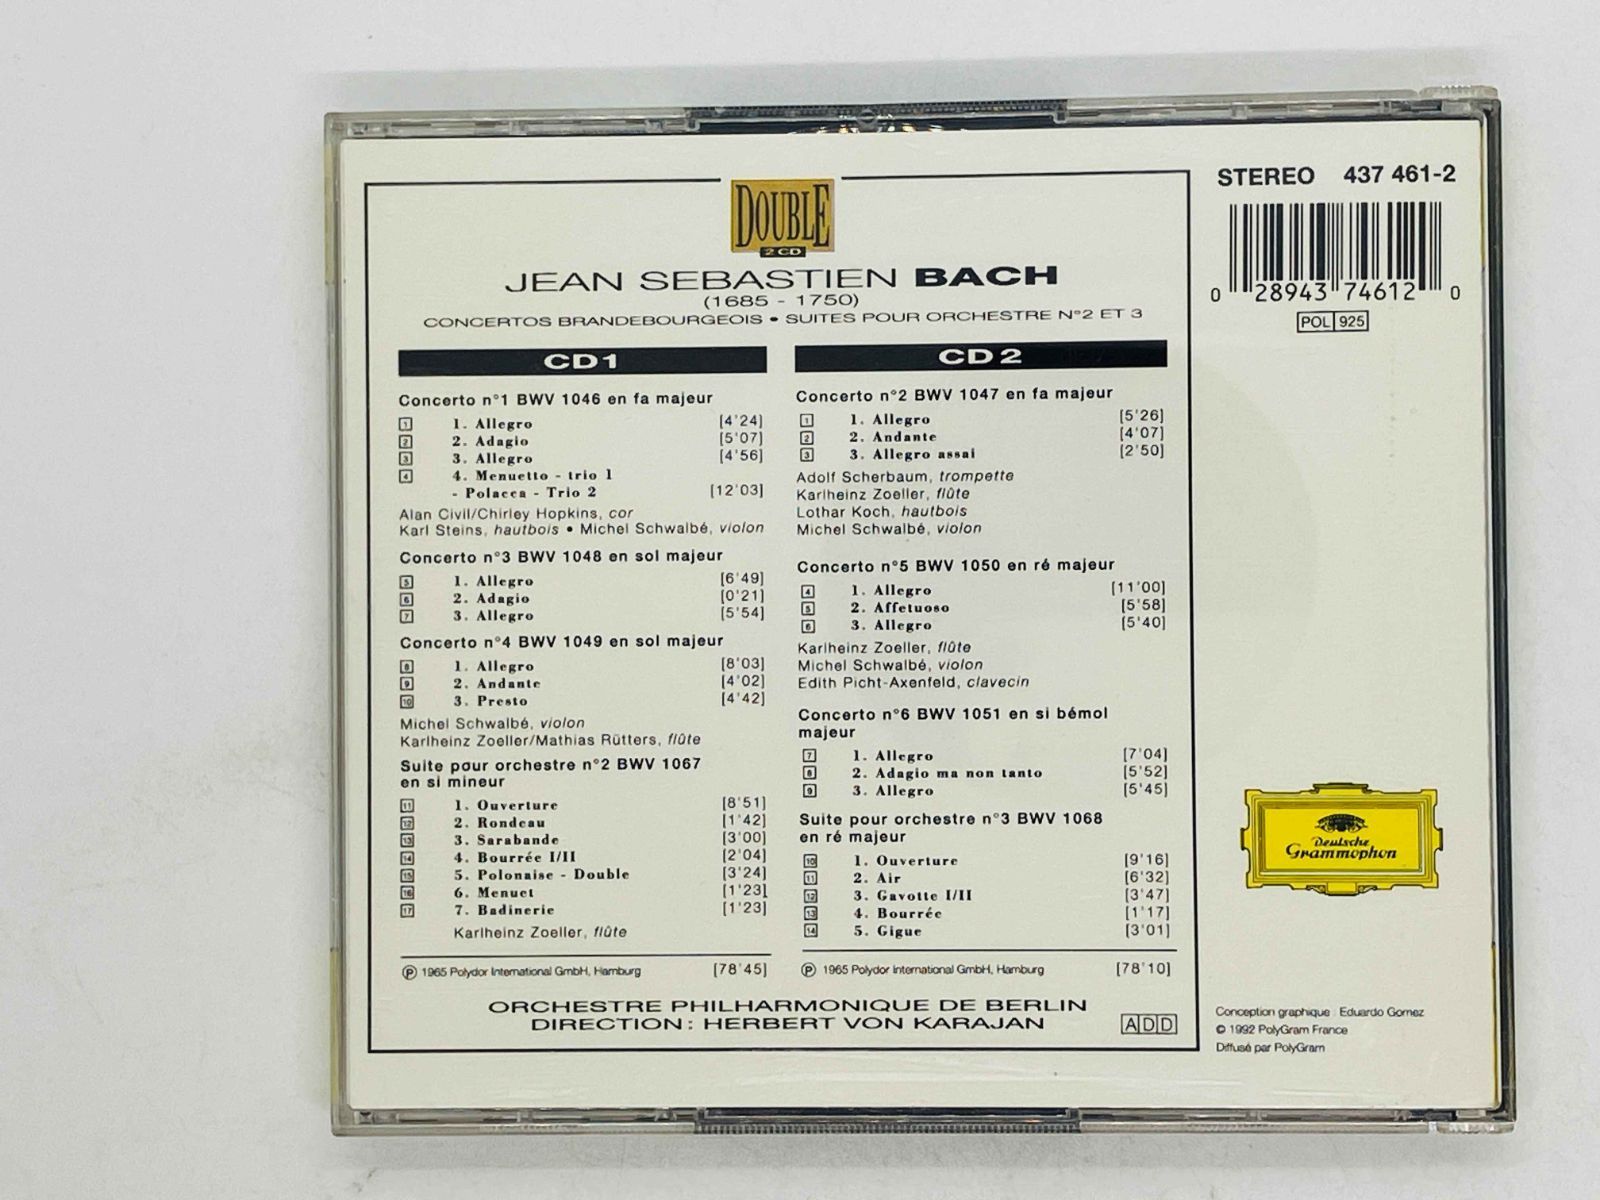 DOUBLE
2 CD
JEAN SEBASTIEN BACH
(1685 - 1750)
CONCERTOS BRANDEBOURGEOIS • SUITES POUR ORCHESTRE N°2 ET 3
CD 1
Concerto n°1 BWV 1046 en fa majeur
1 1. Allegro [4'24]
2 2. Adagio [5'07]
3 3. Allegro [4'56]
4 4. Menuetto - trio 1
- Polacca - Trio 2 [12'03]
Alan Civil/Chirley Hopkins, cor
Karl Steins, hautbois • Michel Schwalbé, violon
Concerto n°3 BWV 1048 en sol majeur
5 1. Allegro [6'49]
6 2. Adagio [0'21]
7 3. Allegro [5'54]
Concerto n°4 BWV 1049 en sol majeur
8 1. Allegro [8'03]
9 2. Andante [4'02]
10 3. Presto [4'42]
Michel Schwalbé, violon
Karlheinz Zoeller/Mathias Rütters, flûte
Suite pour orchestre n°2 BWV 1067
en si mineur
11 1. Ouverture [8'51]
12 2. Rondeau [1'42]
13 3. Sarabande [3'00]
14 4. Bourrée I/II [2'04]
15 5. Polonaise - Double [3'24]
16 6. Menuet [1'23]
17 7. Badinerie [1'23]
Karlheinz Zoeller, flûte
℗ 1965 Polydor International GmbH, Hamburg [78'45]
CD 2
Concerto n°2 BWV 1047 en fa majeur
1 1. Allegro [5'26]
2 2. Andante [4'07]
3 3. Allegro assai [2'50]
Adolf Scherbaum, trompette
Karlheinz Zoeller, flûte
Lothar Koch, hautbois
Michel Schwalbé, violon
Concerto n°5 BWV 1050 en ré majeur
4 1. Allegro [11'00]
5 2. Affetuoso [5'58]
6 3. Allegro [5'40]
Karlheinz Zoeller, flûte
Michel Schwalbé, violon
Edith Picht-Axenfeld, clavecin
Concerto n°6 BWV 1051 en si bémol
majeur
7 1. Allegro [7'04]
8 2. Adagio ma non tanto [5'52]
9 3. Allegro [5'45]
Suite pour orchestre n°3 BWV 1068
en ré majeur
10 1. Ouverture [9'16]
11 2. Air [6'32]
12 3. Gavotte I/II [3'47]
13 4. Bourrée [1'17]
14 5. Gigue [3'01]
℗ 1965 Polydor International GmbH, Hamburg [78'10]
ORCHESTRE PHILHARMONIQUE DE BERLIN
DIRECTION : HERBERT VON KARAJAN
ADD
STEREO 437 461-2
0 28943 74612 0
POL 925
Deutsche
Grammophon
Conception graphique : Eduardo Gomez
© 1992 PolyGram France
Diffusé par PolyGram